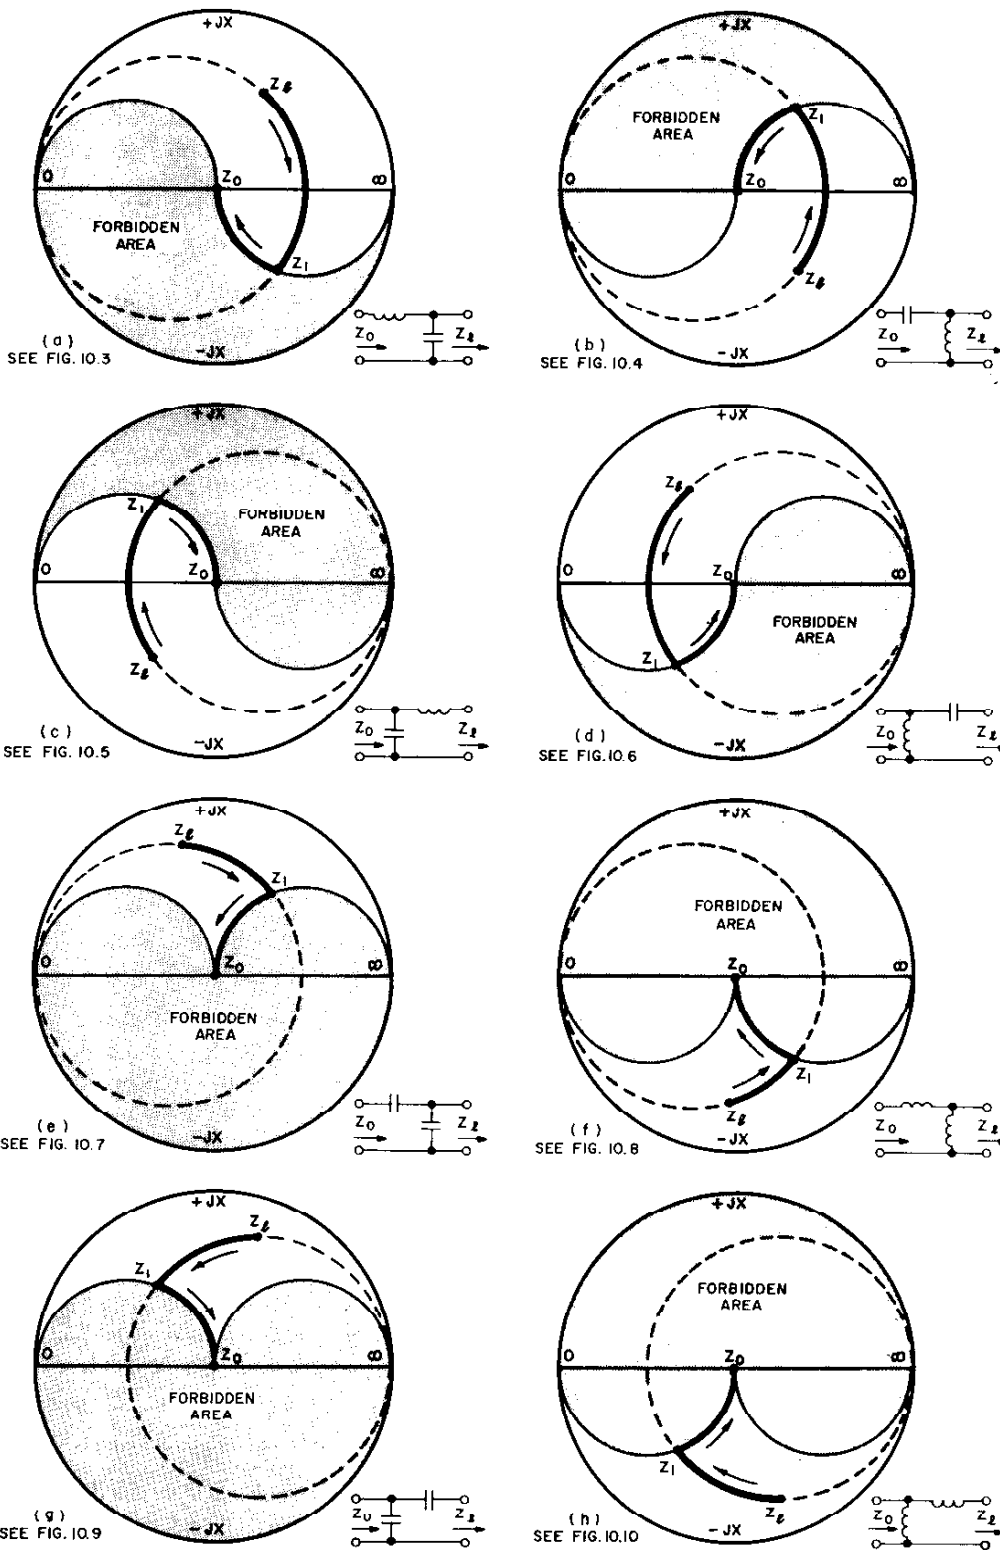 +JX
Zℓ
0
Z0
∞
FORBIDDEN
AREA
Z1
-JX
(a)
SEE FIG. 10.3
Z0
Zℓ
+JX
FORBIDDEN
AREA
Z1
0
Z0
∞
Zℓ
-JX
(b)
SEE FIG. 10.4
Z0
Zℓ
+JX
Z1
FORBIDDEN
AREA
0
Z0
∞
Zℓ
-JX
(c)
SEE FIG. 10.5
Z0
Zℓ
+JX
Zℓ
0
Z0
∞
FORBIDDEN
AREA
Z1
-JX
(d)
SEE FIG. 10.6
Z0
Zℓ
+JX
Zℓ
Z1
0
Z0
∞
FORBIDDEN
AREA
-JX
(e)
SEE FIG. 10.7
Z0
Zℓ
+JX
FORBIDDEN
AREA
0
Z0
∞
Z1
Zℓ
-JX
(f)
SEE FIG. 10.8
Z0
Zℓ
+JX
Zℓ
Z1
0
Z0
∞
FORBIDDEN
AREA
-JX
(g)
SEE FIG. 10.9
Z0
Zℓ
+JX
FORBIDDEN
AREA
0
Z0
∞
Z1
Zℓ
-JX
(h)
SEE FIG. 10.10
Z0
Zℓ